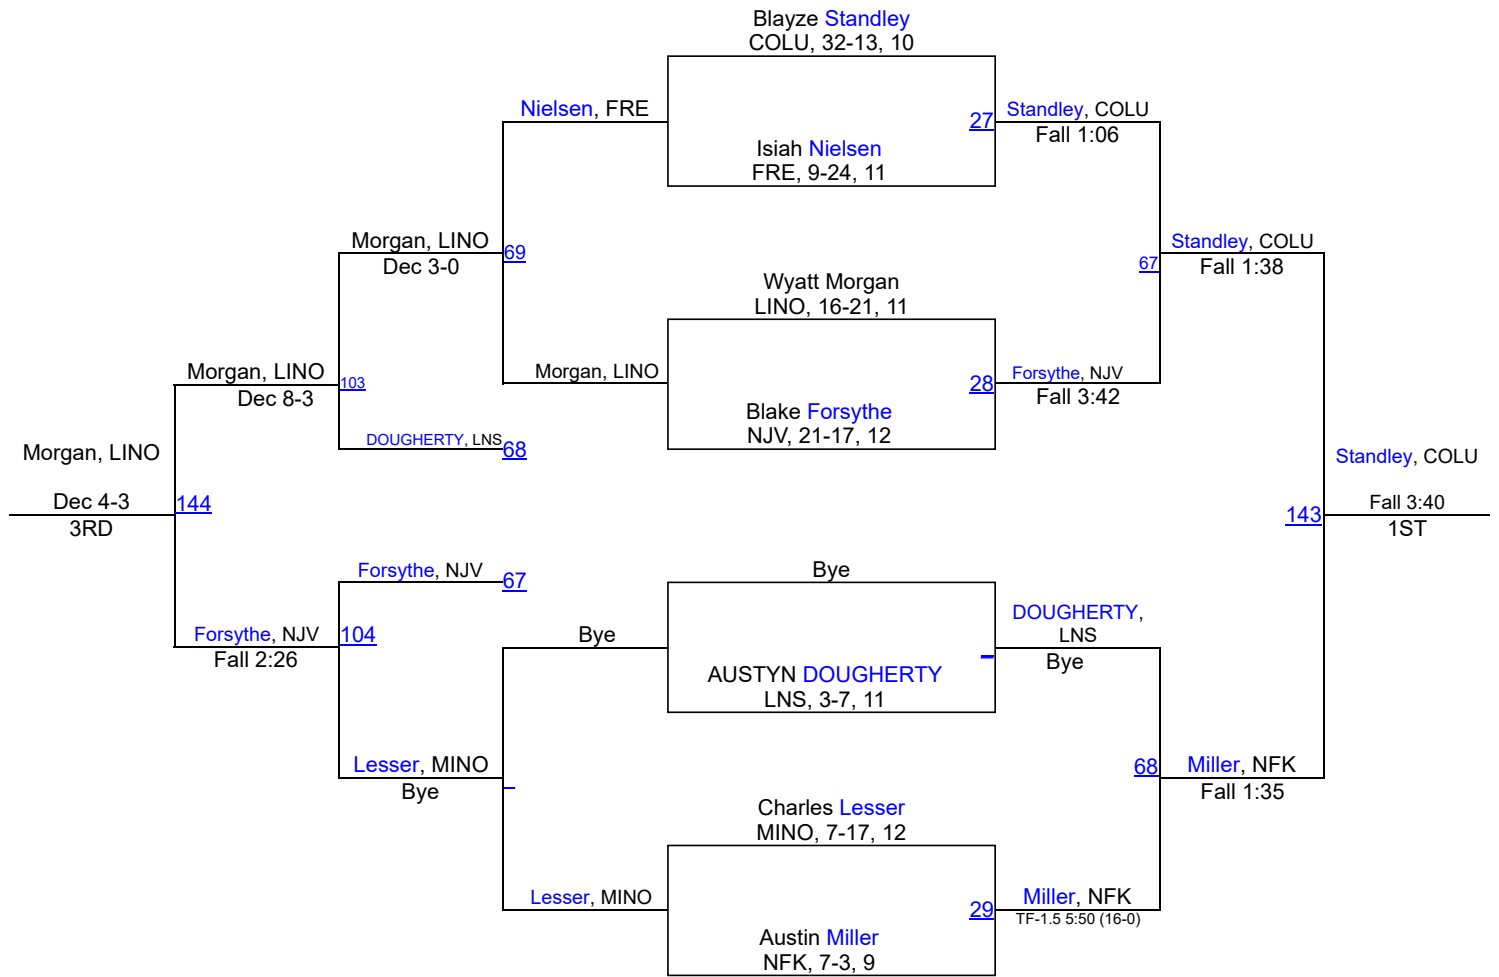 Blayze Standley
COLU, 32-13, 10
Nielsen, FRE
27
Standley, COLU
Fall 1:06
Isiah Nielsen
FRE, 9-24, 11
Morgan, LINO
Dec 3-0
69
Standley, COLU
67
Fall 1:38
Wyatt Morgan
LINO, 16-21, 11
Morgan, LINO
Dec 8-3
103
Morgan, LINO
28
Forsythe, NJV
Fall 3:42
Blake Forsythe
NJV, 21-17, 12
DOUGHERTY, LNS
68
Morgan, LINO
Dec 4-3
3RD
144
Standley, COLU
143
Fall 3:40
1ST
Forsythe, NJV
67
Bye
Forsythe, NJV
Fall 2:26
104
Bye
DOUGHERTY,
LNS
Bye
AUSTYN DOUGHERTY
LNS, 3-7, 11
Lesser, MINO
Bye
68
Miller, NFK
Fall 1:35
Charles Lesser
MINO, 7-17, 12
Lesser, MINO
29
Miller, NFK
TF-1.5 5:50 (16-0)
Austin Miller
NFK, 7-3, 9